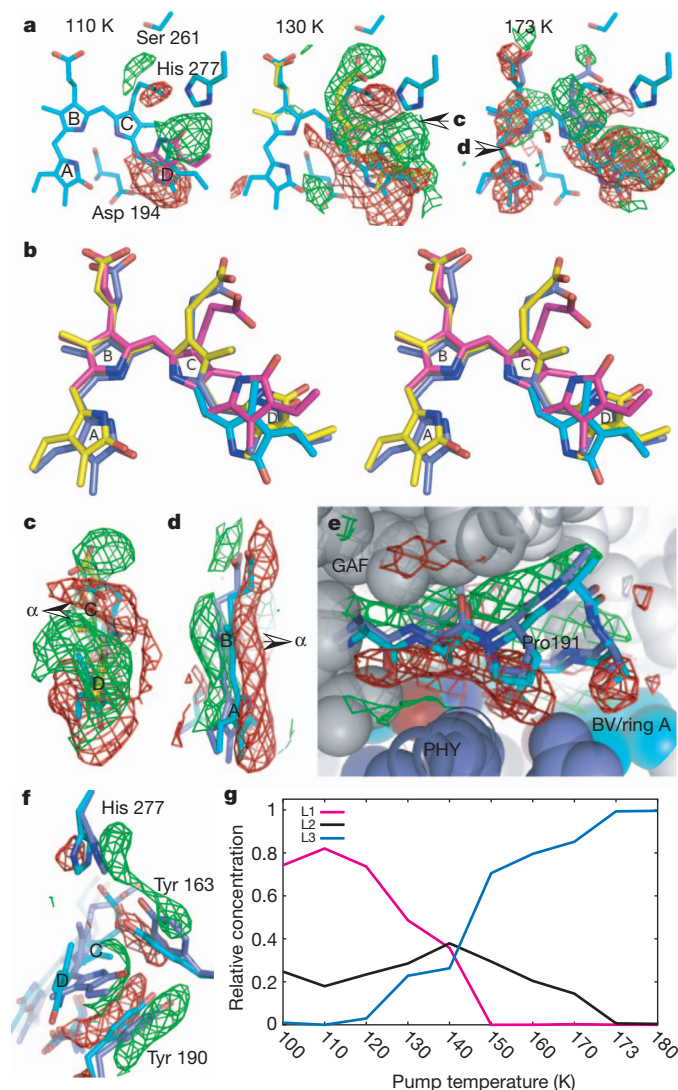 a
110 K
130 K
173 K
Ser 261
His 277
B
C
A
D
Asp 194
c
d
b
B
C
A
D
B
C
A
D
c
C
α
D
d
B
α
A
e
GAF
Pro191
PHY
BV/ring A
f
His 277
Tyr 163
C
D
Tyr 190
g
L1
L2
L3
Relative concentration
1
0.8
0.6
0.4
0.2
0
100
110
120
130
140
150
160
170
173
180
Pump temperature (K)